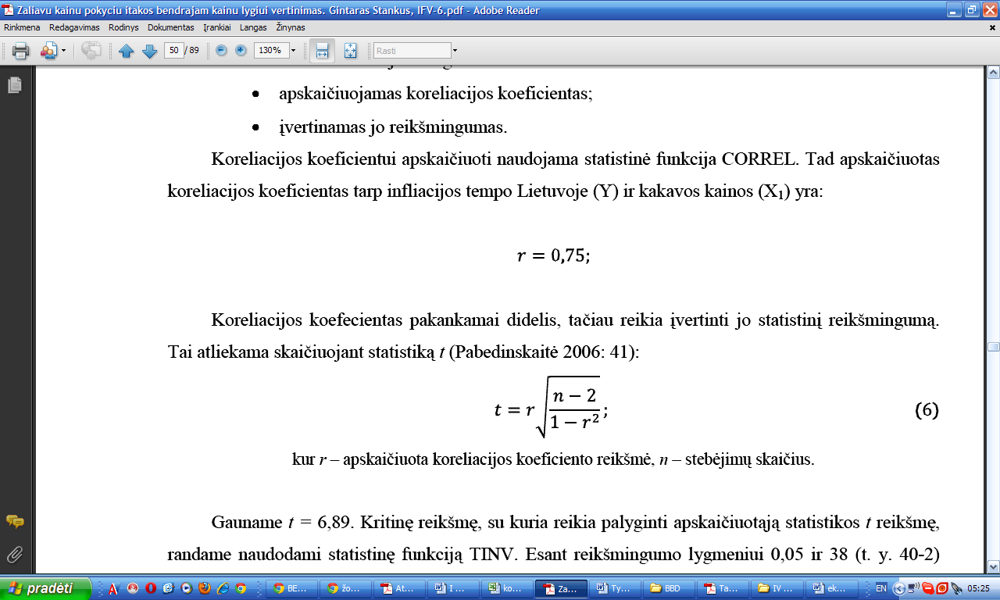 Zaliavu kainu pokyciu itakos bendrajam kainu lygiui vertinimas. Gintaras Stankus, IFV-6.pdf - Adobe Reader
Rinkmena Redagavimas Rodinys Dokumentas Įrankiai Langas Žinynas
50 / 89 130% Rasti
• apskaičiuojamas koreliacijos koeficientas;
• įvertinamas jo reikšmingumas.
Koreliacijos koeficientui apskaičiuoti naudojama statistinė funkcija CORREL. Tad apskaičiuotas
koreliacijos koeficientas tarp infliacijos tempo Lietuvoje (Y) ir kakavos kainos (X₁) yra:
r = 0,75;
Koreliacijos koefecientas pakankamai didelis, tačiau reikia įvertinti jo statistinį reikšmingumą.
Tai atliekama skaičiuojant statistiką t (Pabedinskaitė 2006: 41):
t = r √((n − 2)/(1 − r²)); (6)
kur r – apskaičiuota koreliacijos koeficiento reikšmė, n – stebėjimų skaičius.
Gauname t = 6,89. Kritinę reikšmę, su kuria reikia palyginti apskaičiuotają statistikos t reikšmę,
randame naudodami statistinę funkciją TINV. Esant reikšmingumo lygmeniui 0,05 ir 38 (t. y. 40-2)
pradėti BE... žo... At... I ... ko... Za... Ty... BBD Ta... IV ... ek... EN 05:25